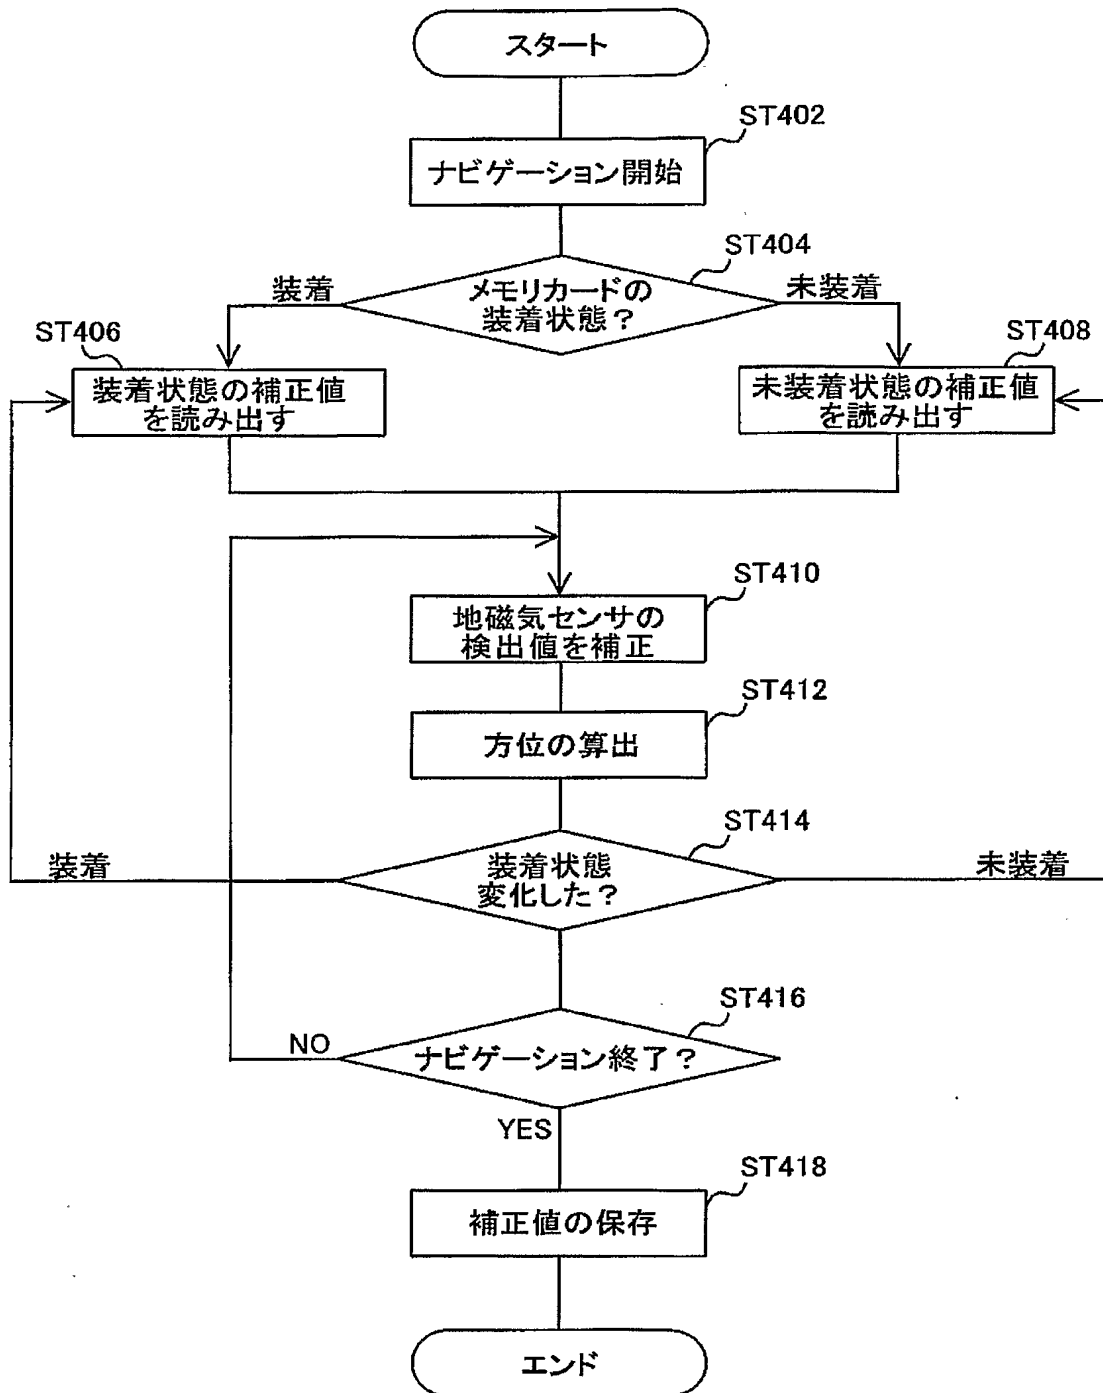 スタート
ST402
ナビゲーション開始
ST404
装着
メモリカードの
装着状態？
未装着
ST406
装着状態の補正値
を読み出す
ST408
未装着状態の補正値
を読み出す
ST410
地磁気センサの
検出値を補正
ST412
方位の算出
ST414
装着
装着状態
変化した？
未装着
ST416
NO
ナビゲーション終了？
YES
ST418
補正値の保存
エンド